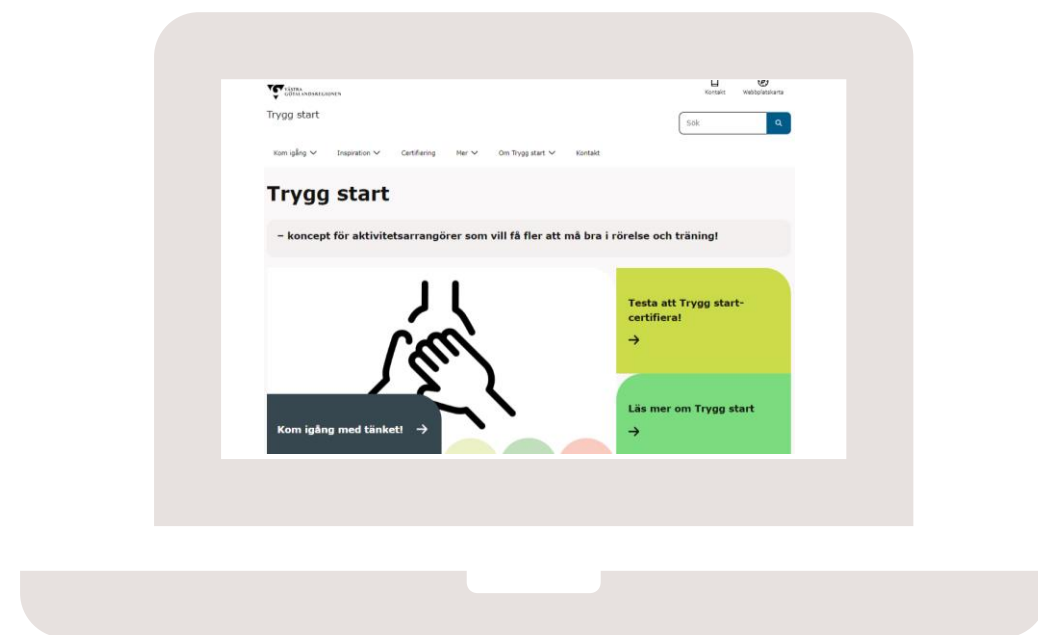 VÄSTRA
GÖTALANDSREGIONEN
Kontakt Webbplatskarta
Trygg start
Sök
Kom igång Inspiration Certifiering Mer Om Trygg start Kontakt
Trygg start
– koncept för aktivitetsarrangörer som vill få fler att må bra i rörelse och träning!
Testa att Trygg start-
certifiera!
Läs mer om Trygg start
Kom igång med tänket!